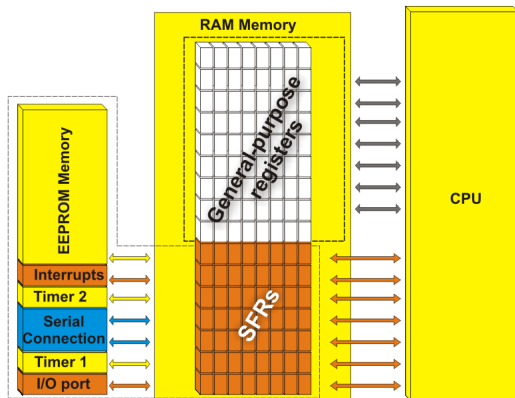 RAM Memory
General-purpose
registers
SFRs
CPU
EEPROM Memory
Interrupts
Timer 2
Serial
Connection
Timer 1
I/O port